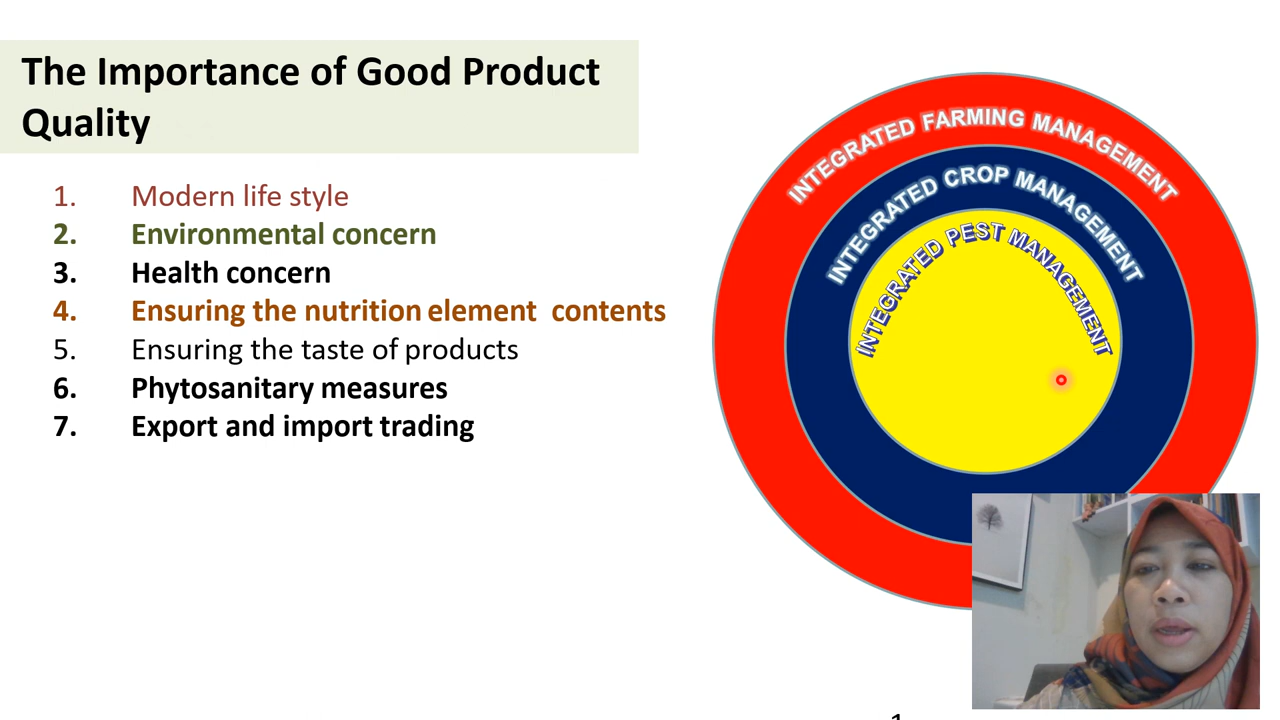 The Importance of Good Product
Quality
1. Modern life style
2. Environmental concern
3. Health concern
4. Ensuring the nutrition element contents
5. Ensuring the taste of products
6. Phytosanitary measures
7. Export and import trading
INTEGRATED FARMING MANAGEMENT
INTEGRATED CROP MANAGEMENT
INTEGRATED PEST MANAGEMENT